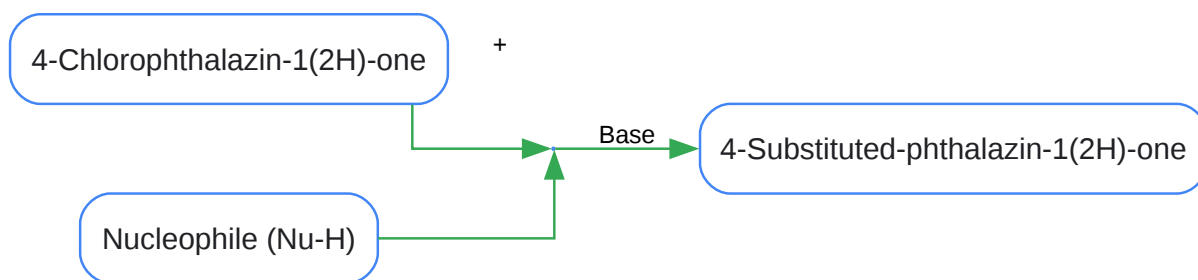 4-Chlorophthalazin-1(2H)-one
+
Nucleophile (Nu-H)
Base
4-Substituted-phthalazin-1(2H)-one